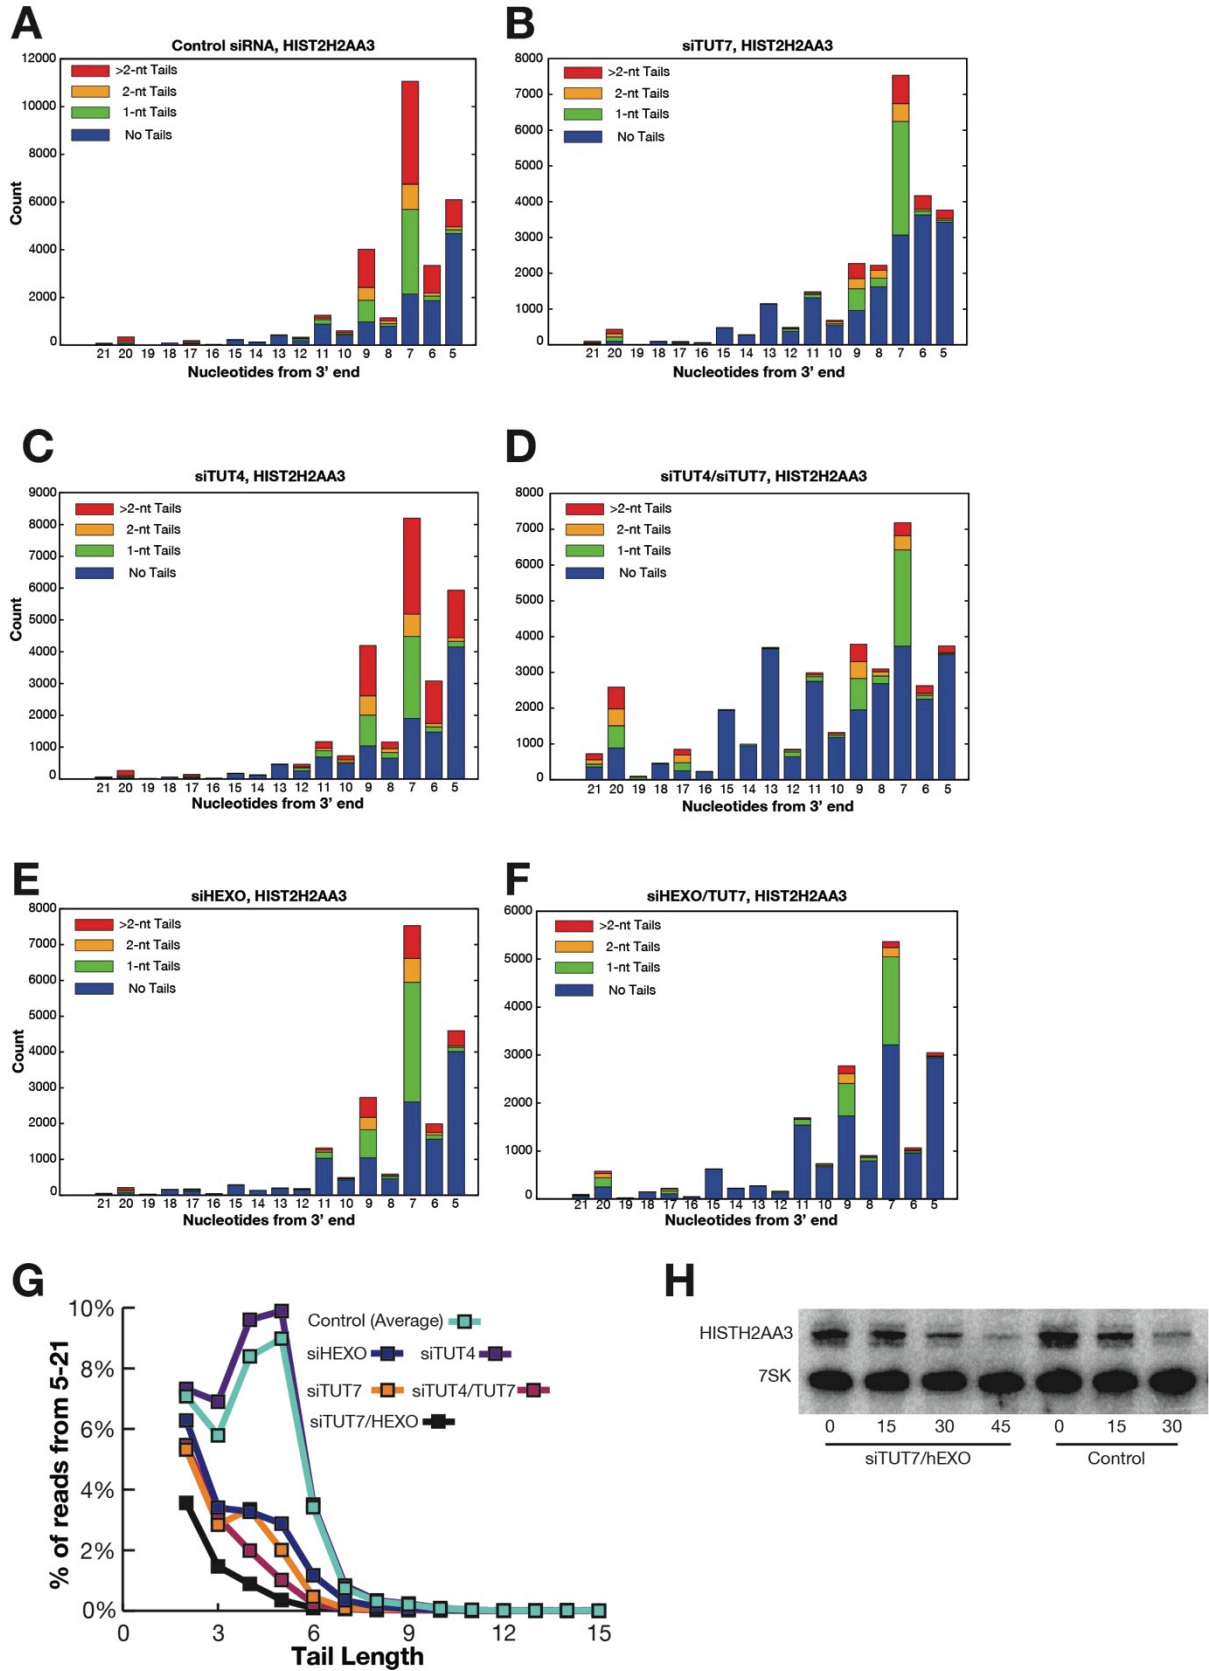 A
Control siRNA, HIST2H2AA3
12000
10000
8000
6000
4000
2000
0
Count
>2-nt Tails
2-nt Tails
1-nt Tails
No Tails
21 20 19 18 17 16 15 14 13 12 11 10 9 8 7 6 5
Nucleotides from 3' end
B
siTUT7, HIST2H2AA3
8000
7000
6000
5000
4000
3000
2000
1000
0
>2-nt Tails
2-nt Tails
1-nt Tails
No Tails
21 20 19 18 17 16 15 14 13 12 11 10 9 8 7 6 5
Nucleotides from 3' end
C
siTUT4, HIST2H2AA3
9000
8000
7000
6000
5000
4000
3000
2000
1000
0
Count
>2-nt Tails
2-nt Tails
1-nt Tails
No Tails
21 20 19 18 17 16 15 14 13 12 11 10 9 8 7 6 5
Nucleotides from 3' end
D
siTUT4/siTUT7, HIST2H2AA3
8000
7000
6000
5000
4000
3000
2000
1000
0
>2-nt Tails
2-nt Tails
1-nt Tails
No Tails
21 20 19 18 17 16 15 14 13 12 11 10 9 8 7 6 5
Nucleotides from 3' end
E
siHEXO, HIST2H2AA3
8000
7000
6000
5000
4000
3000
2000
1000
0
Count
>2-nt Tails
2-nt Tails
1-nt Tails
No Tails
21 20 19 18 17 16 15 14 13 12 11 10 9 8 7 6 5
Nucleotides from 3' end
F
siHEXO/TUT7, HIST2H2AA3
6000
5000
4000
3000
2000
1000
0
>2-nt Tails
2-nt Tails
1-nt Tails
No Tails
21 20 19 18 17 16 15 14 13 12 11 10 9 8 7 6 5
Nucleotides from 3' end
G
10%
8%
6%
4%
2%
0%
% of reads from 5-21
Control (Average)
siHEXO siTUT4
siTUT7 siTUT4/TUT7
siTUT7/HEXO
0 3 6 9 12 15
Tail Length
H
HISTH2AA3
7SK
0 15 30 45 0 15 30
siTUT7/hEXO Control